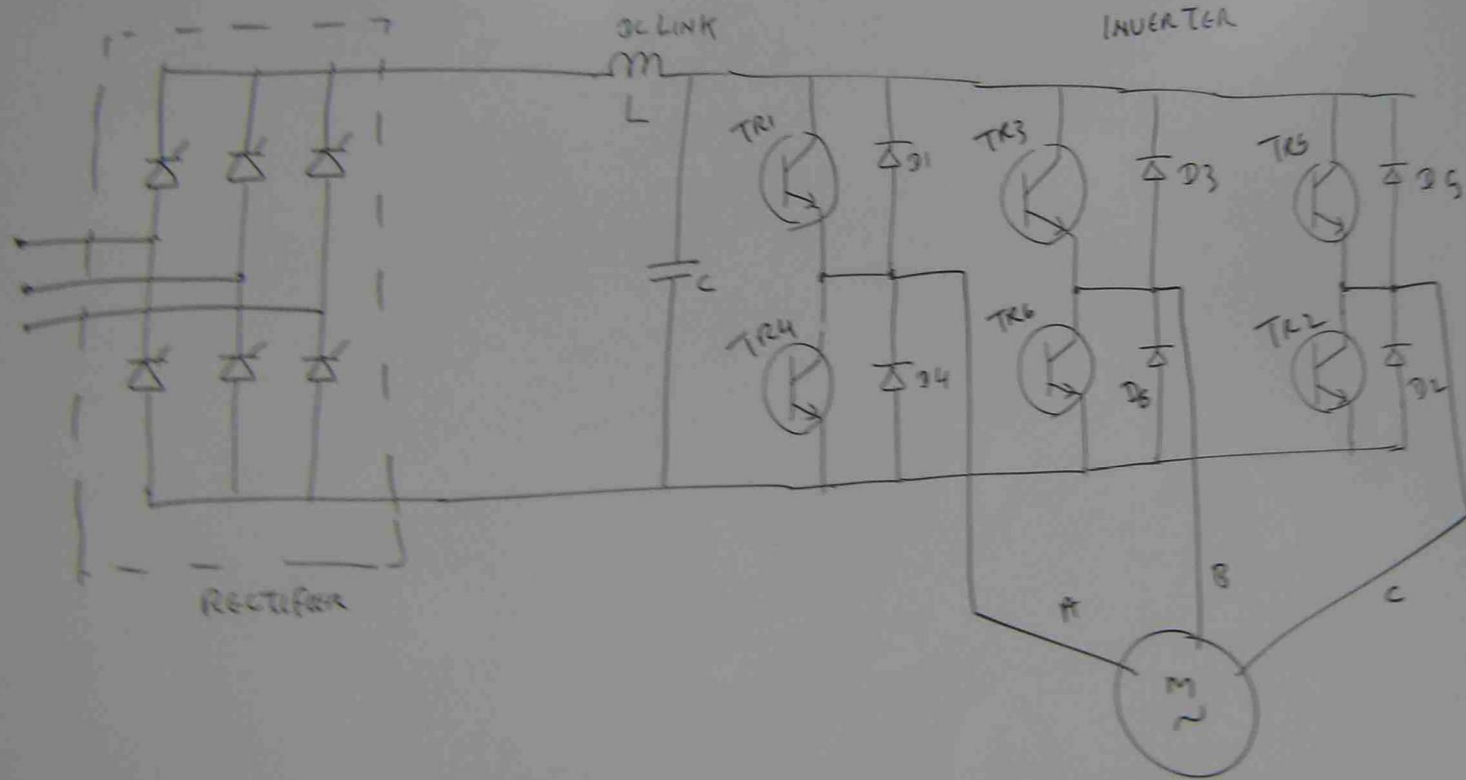 DC LINK
INVERTER
L
TR1
D1
TR3
D3
TR5
D5
C
TR4
D4
TR6
D6
TR2
D2
RECTIFIER
A
B
C
M
~